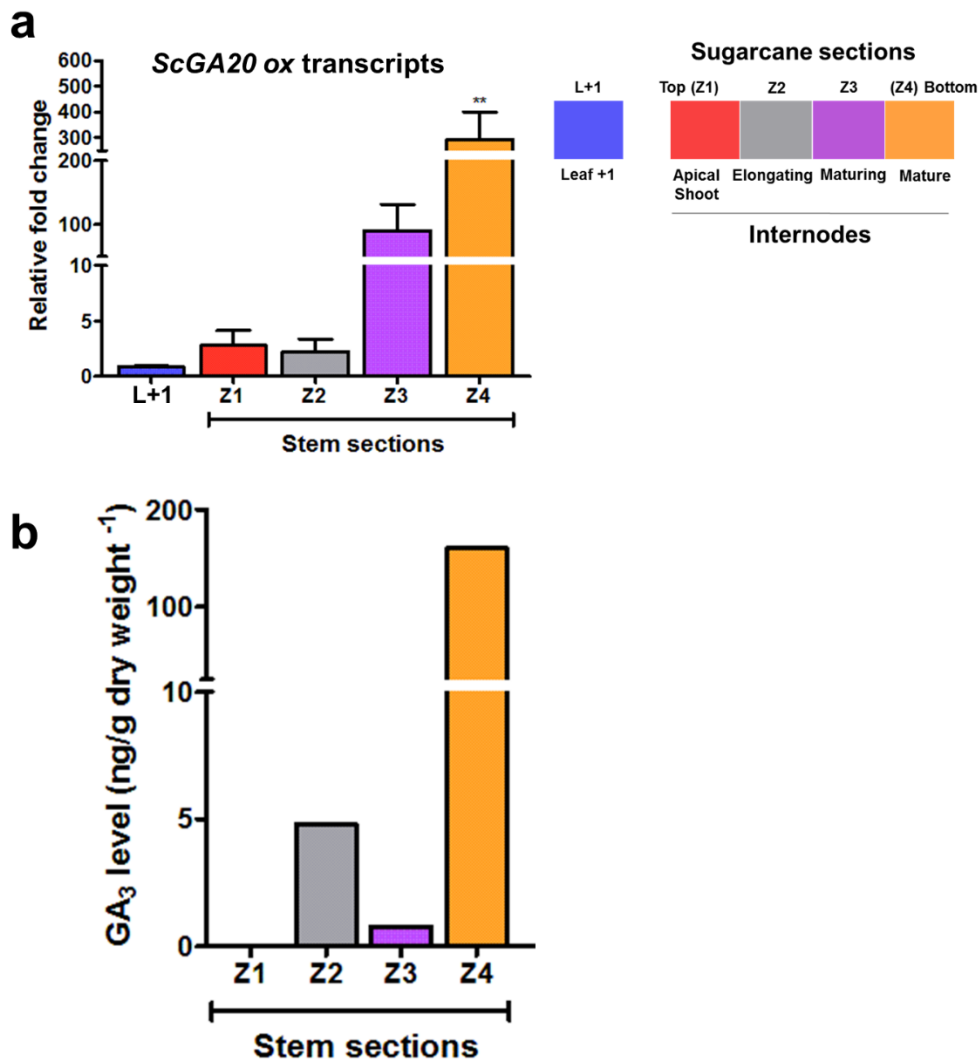 a
ScGA20 ox transcripts
Relative fold change
600
500
400
300
200
100
10
5
0
**
L+1
Z1
Z2
Z3
Z4
Stem sections
Sugarcane sections
L+1
Top (Z1)
Z2
Z3
(Z4) Bottom
Leaf +1
Apical
Shoot
Elongating
Maturing
Mature
Internodes
b
GA₃ level (ng/g dry weight ⁻¹)
200
100
10
5
0
Z1
Z2
Z3
Z4
Stem sections